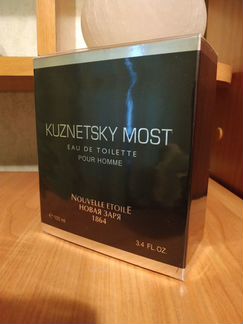 KUZNETSKY MOST
EAU DE TOILETTE
POUR HOMME
NOUVELLE ETOILE
НОВАЯ ЗАРЯ
1864
100 ml
3.4 FL. OZ.